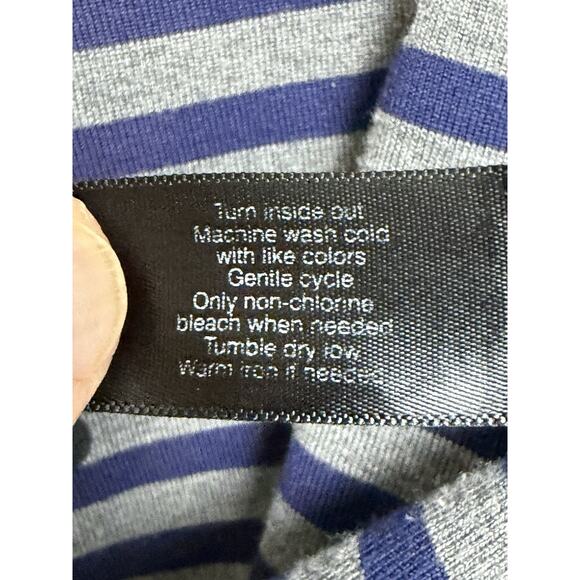 Turn inside out
Machine wash cold
with like colors
Gentle cycle
Only non-chlorine
bleach when needed
Tumble dry low
Warm iron if needed